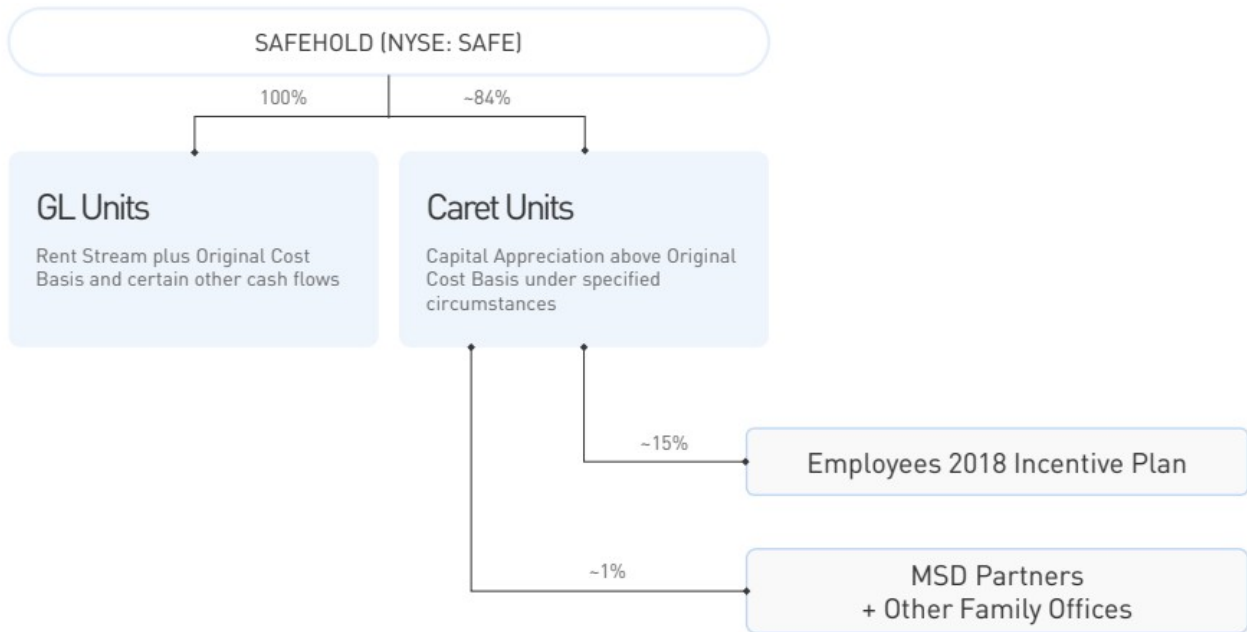 SAFEHOLD (NYSE: SAFE)
100%
~84%
GL Units
Rent Stream plus Original Cost
Basis and certain other cash flows
Caret Units
Capital Appreciation above Original
Cost Basis under specified
circumstances
~15%
Employees 2018 Incentive Plan
~1%
MSD Partners
+ Other Family Offices